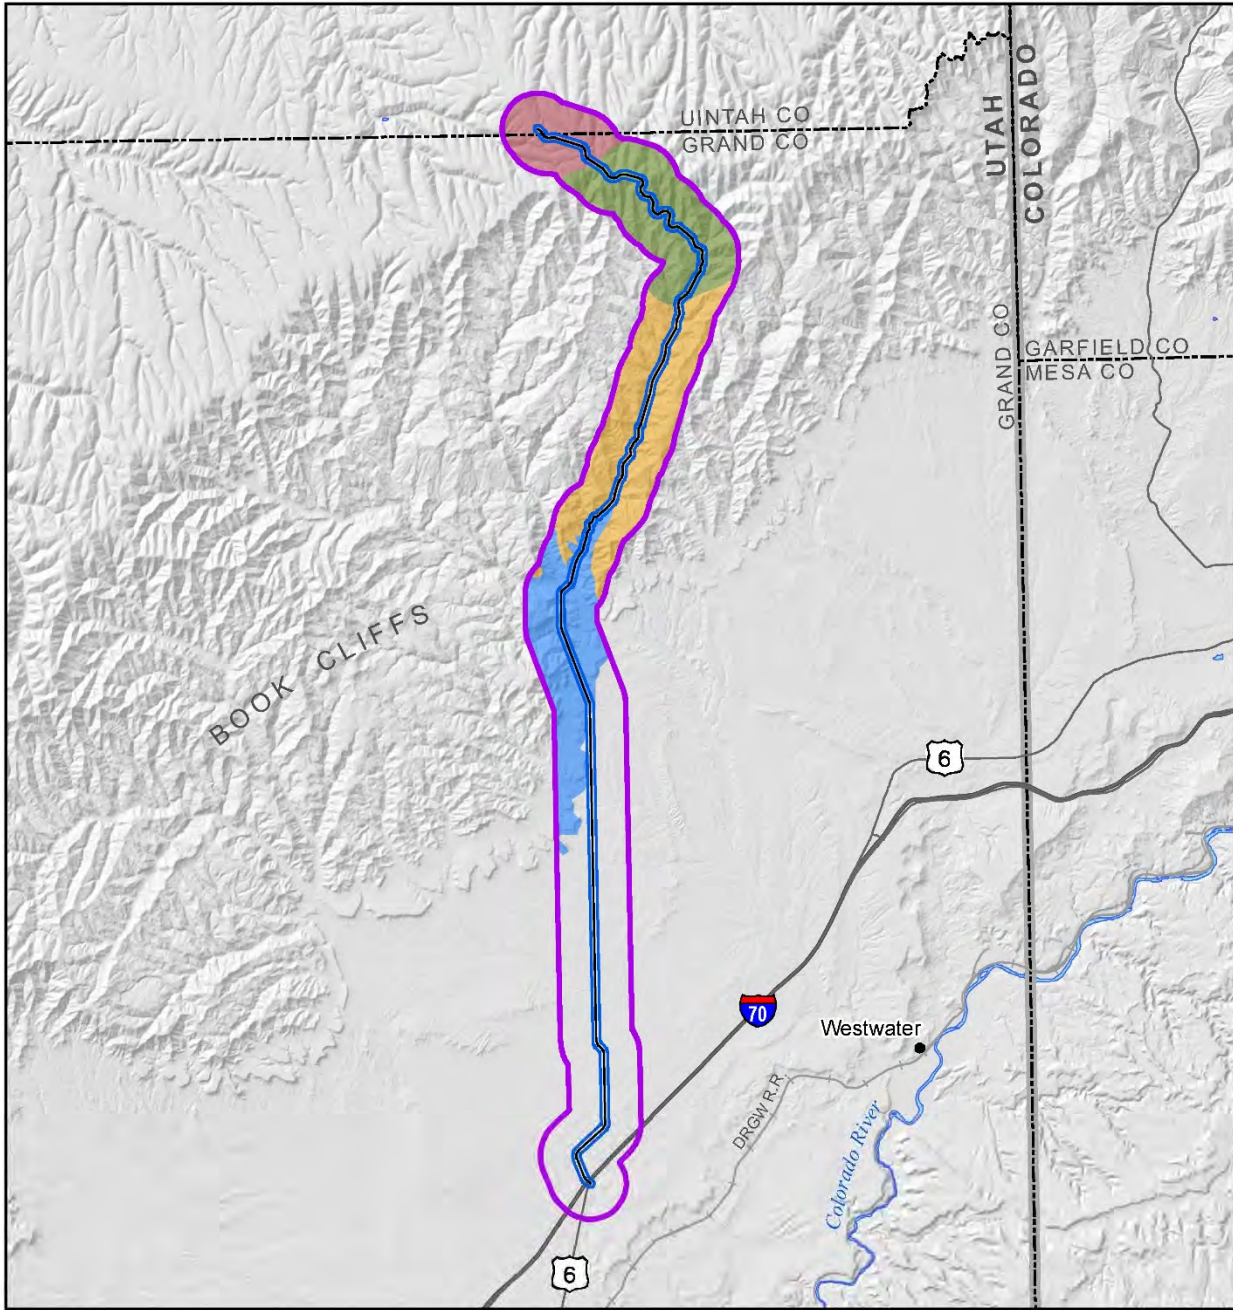 UINTAH CO
GRAND CO
UTAH
COLORADO
GRAND CO
GARFIELD CO
MESA CO
BOOK CLIFFS
6
70
Westwater
DRGW R.R.
Colorado River
6